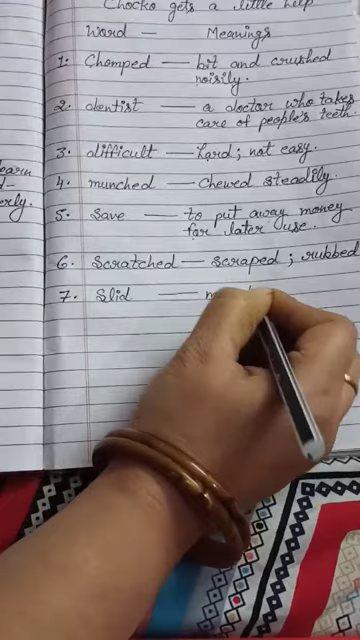 Chocko gets a little help
Word — Meanings
1. Chomped — bit and crushed
noisily.
2. dentist — a doctor who takes
care of people's teeth.
3. difficult — hard; not easy.
4. munched — chewed steadily.
5. Save — to put away money
for later use.
6. Scratched — scraped; rubbed
7. Slid —